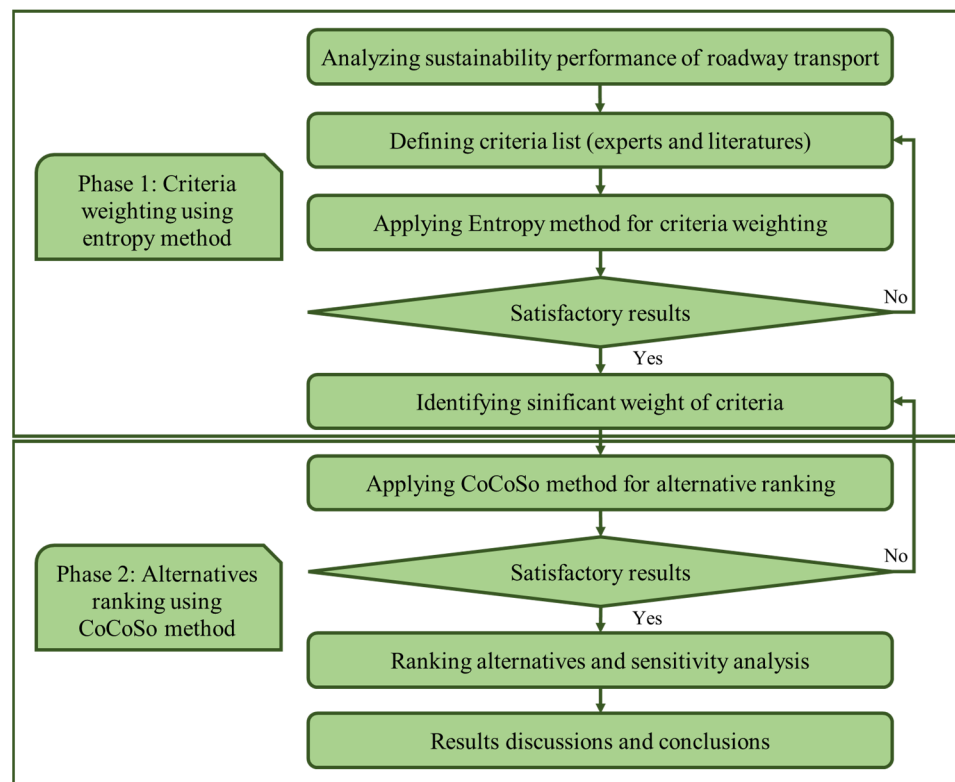 Analyzing sustainability performance of roadway transport
Defining criteria list (experts and literatures)
Phase 1: Criteria
weighting using
entropy method
Applying Entropy method for criteria weighting
Satisfactory results
No
Yes
Identifying sinificant weight of criteria
Applying CoCoSo method for alternative ranking
Phase 2: Alternatives
ranking using
CoCoSo method
Satisfactory results
No
Yes
Ranking alternatives and sensitivity analysis
Results discussions and conclusions